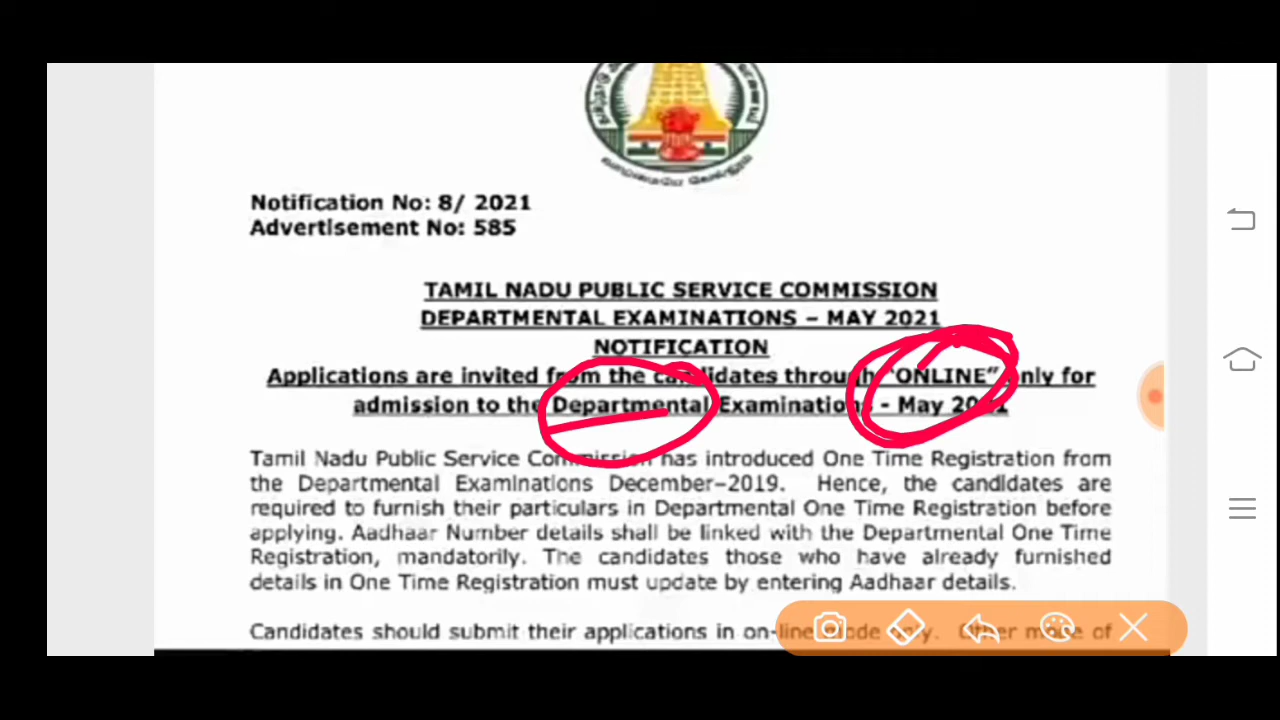 Notification No: 8/ 2021
Advertisement No: 585
TAMIL NADU PUBLIC SERVICE COMMISSION
DEPARTMENTAL EXAMINATIONS – MAY 2021
NOTIFICATION
Applications are invited from the candidates through “ONLINE” only for
admission to the Departmental Examinations - May 2021
Tamil Nadu Public Service Commission has introduced One Time Registration from
the Departmental Examinations December–2019. Hence, the candidates are
required to furnish their particulars in Departmental One Time Registration before
applying. Aadhaar Number details shall be linked with the Departmental One Time
Registration, mandatorily. The candidates those who have already furnished
details in One Time Registration must update by entering Aadhaar details.
Candidates should submit their applications in on-line mode only. Other mode of